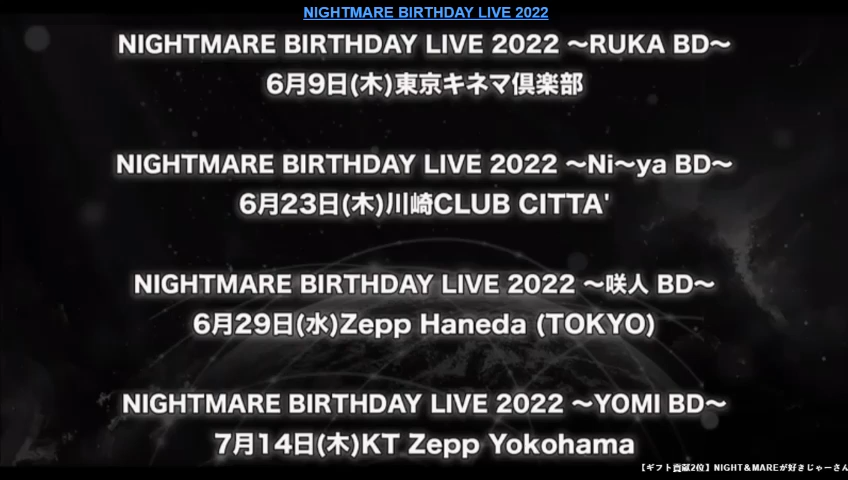 NIGHTMARE BIRTHDAY LIVE 2022
NIGHTMARE BIRTHDAY LIVE 2022 ～RUKA BD～
6月9日(木)東京キネマ倶楽部
NIGHTMARE BIRTHDAY LIVE 2022 ～Ni～ya BD～
6月23日(木)川崎CLUB CITTA'
NIGHTMARE BIRTHDAY LIVE 2022 ～咲人 BD～
6月29日(水)Zepp Haneda (TOKYO)
NIGHTMARE BIRTHDAY LIVE 2022 ～YOMI BD～
7月14日(木)KT Zepp Yokohama
【ギフト貢献2位】NIGHT＆MAREが好きじゃーさん